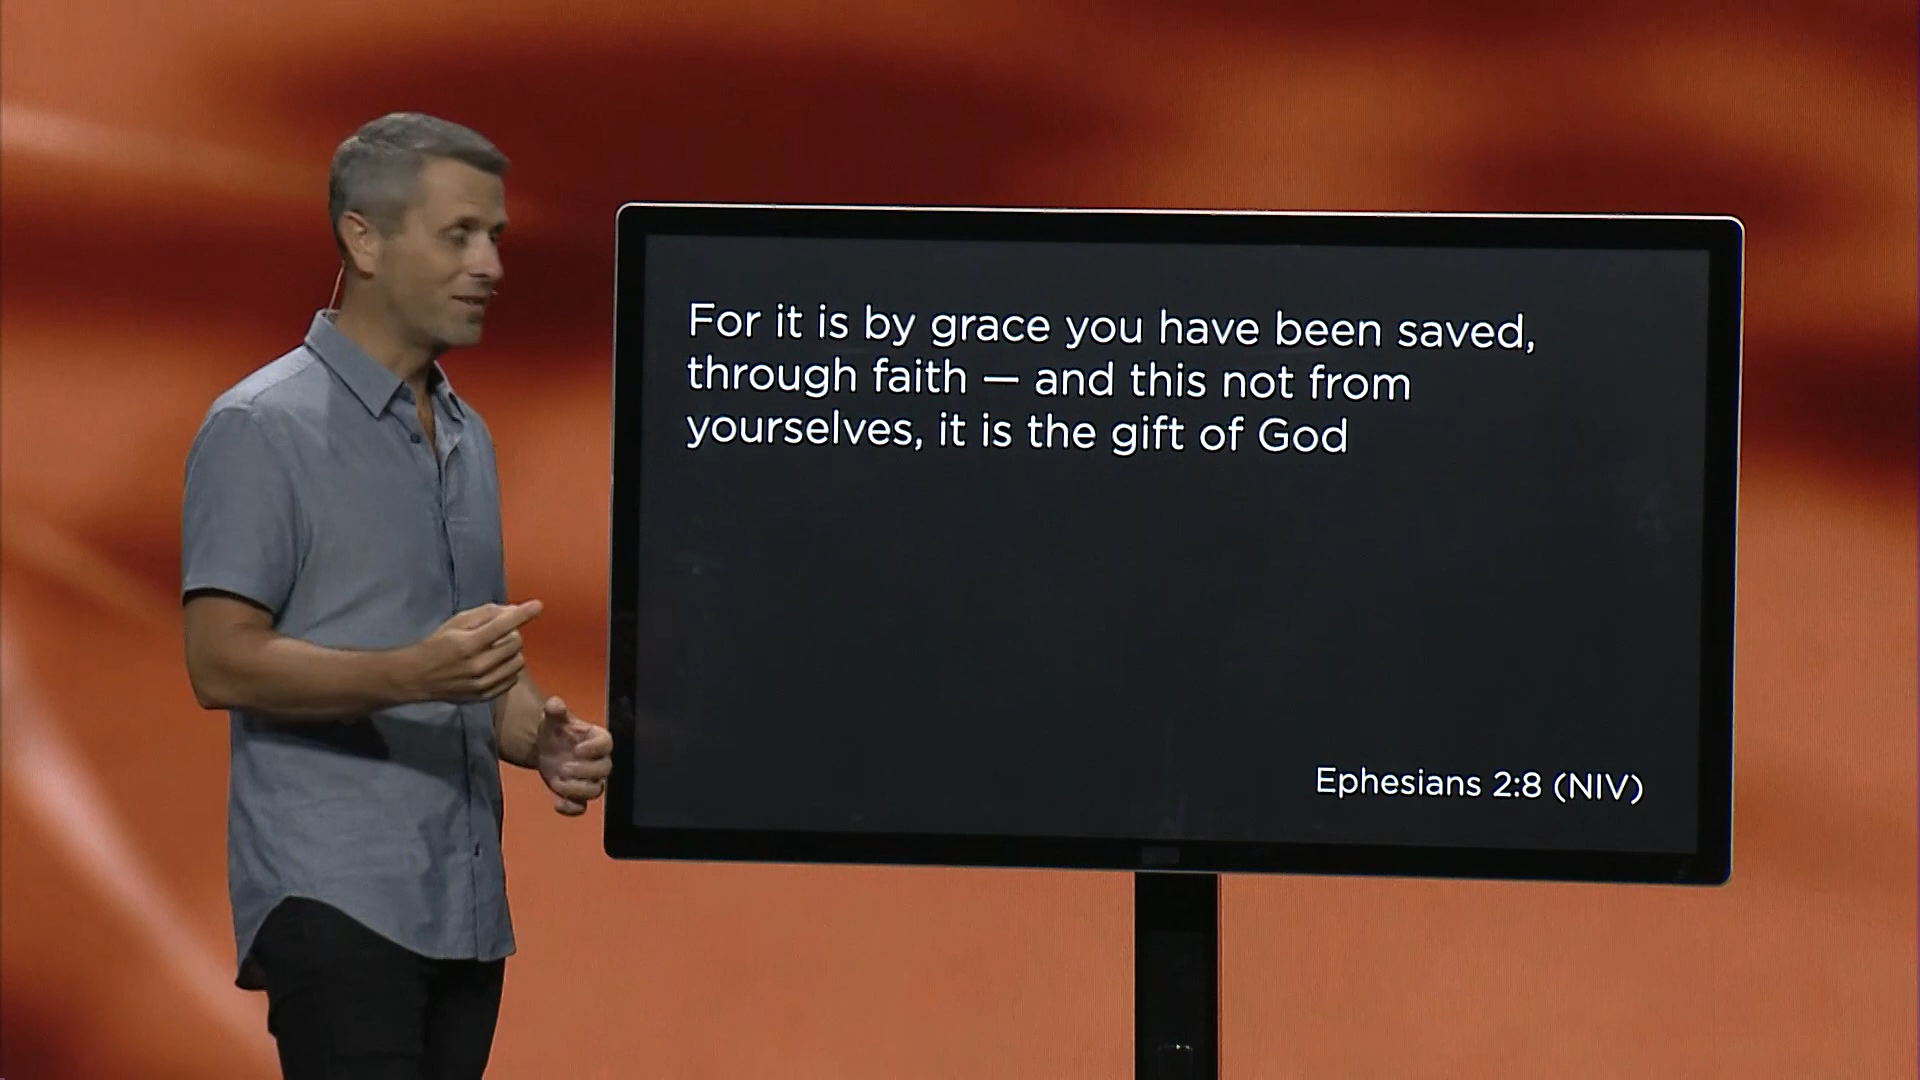 For it is by grace you have been saved,
through faith — and this not from
yourselves, it is the gift of God
Ephesians 2:8 (NIV)